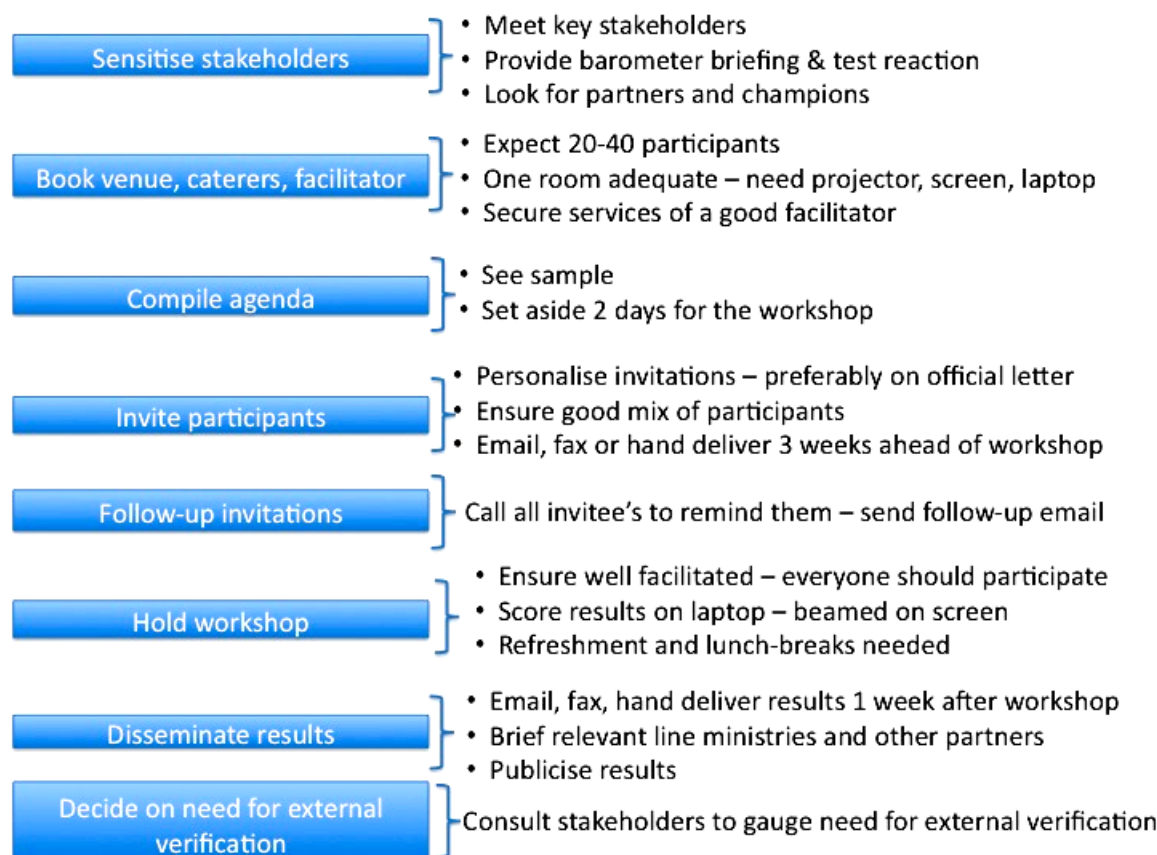 Sensitise stakeholders
• Meet key stakeholders
• Provide barometer briefing & test reaction
• Look for partners and champions
Book venue, caterers, facilitator
• Expect 20-40 participants
• One room adequate – need projector, screen, laptop
• Secure services of a good facilitator
Compile agenda
• See sample
• Set aside 2 days for the workshop
Invite participants
• Personalise invitations – preferably on official letter
• Ensure good mix of participants
• Email, fax or hand deliver 3 weeks ahead of workshop
Follow-up invitations
Call all invitee's to remind them – send follow-up email
Hold workshop
• Ensure well facilitated – everyone should participate
• Score results on laptop – beamed on screen
• Refreshment and lunch-breaks needed
Disseminate results
• Email, fax, hand deliver results 1 week after workshop
• Brief relevant line ministries and other partners
• Publicise results
Decide on need for external
verification
Consult stakeholders to gauge need for external verification